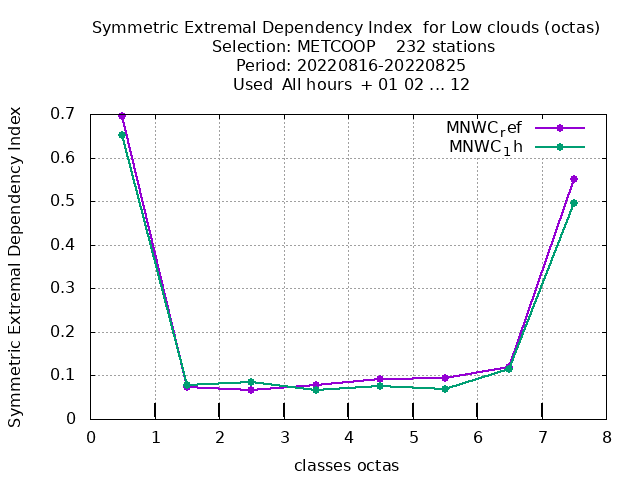 Symmetric Extremal Dependency Index  for Low clouds (octas)
Selection: METCOOP    232 stations
Period: 20220816-20220825
Used  All hours  + 01 02 ... 12
Symmetric Extremal Dependency Index
0.7
0.6
0.5
0.4
0.3
0.2
0.1
0
MNWCref
MNWC1h
0 1 2 3 4 5 6 7 8
classes octas